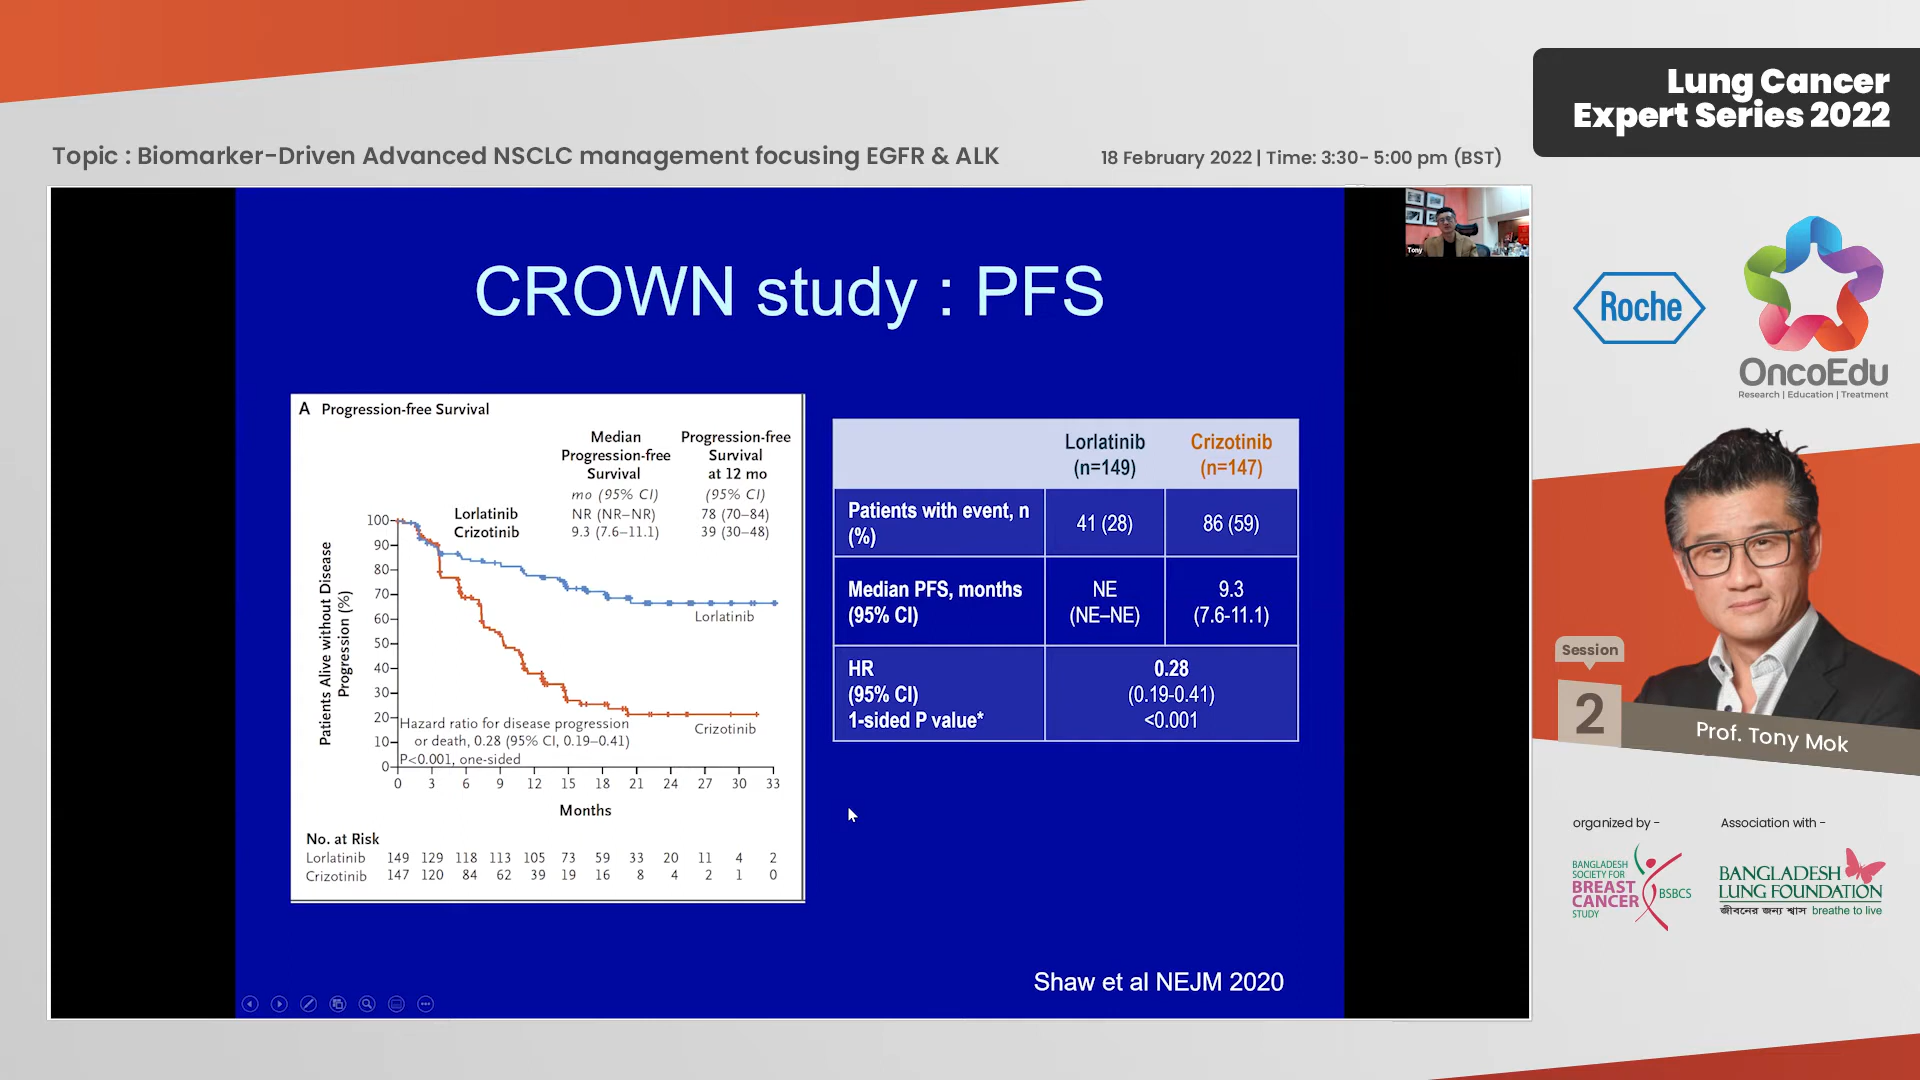 Lung Cancer
Expert Series 2022
Topic : Biomarker-Driven Advanced NSCLC management focusing EGFR & ALK
18 February 2022 | Time: 3:30- 5:00 pm (BST)
Tony
CROWN study : PFS
A Progression-free Survival
Median
Progression-free
Survival
Progression-free
Survival
at 12 mo
mo (95% CI)
(95% CI)
Lorlatinib NR (NR–NR) 78 (70–84)
Crizotinib 9.3 (7.6–11.1) 39 (30–48)
Patients Alive without Disease
Progression (%)
100
90
80
70
60
50
40
30
20
10
0
Lorlatinib
Crizotinib
Hazard ratio for disease progression
or death, 0.28 (95% CI, 0.19–0.41)
P<0.001, one-sided
0 3 6 9 12 15 18 21 24 27 30 33
Months
No. at Risk
Lorlatinib 149 129 118 113 105 73 59 33 20 11 4 2
Crizotinib 147 120 84 62 39 19 16 8 4 2 1 0
Lorlatinib
(n=149)
Crizotinib
(n=147)
Patients with event, n
(%)
41 (28)
86 (59)
Median PFS, months
(95% CI)
NE
(NE–NE)
9.3
(7.6-11.1)
HR
(95% CI)
1-sided P value*
0.28
(0.19-0.41)
<0.001
Shaw et al NEJM 2020
Roche
OncoEdu
Research | Education | Treatment
Session
2
Prof. Tony Mok
organized by -
Association with -
BANGLADESH
SOCIETY FOR
BREAST
CANCER
STUDY
BSBCS
BANGLADESH
LUNG FOUNDATION
জীবনের জন্য শ্বাস breathe to live